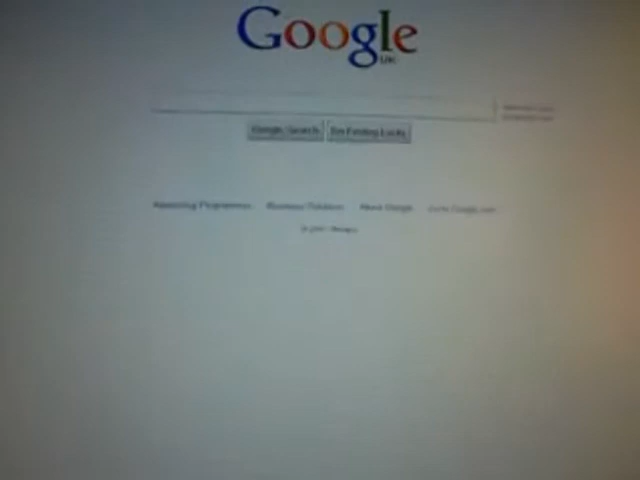 Google
UK
Google Search I'm Feeling Lucky
Advertising Programmes Business Solutions About Google Go to Google.com